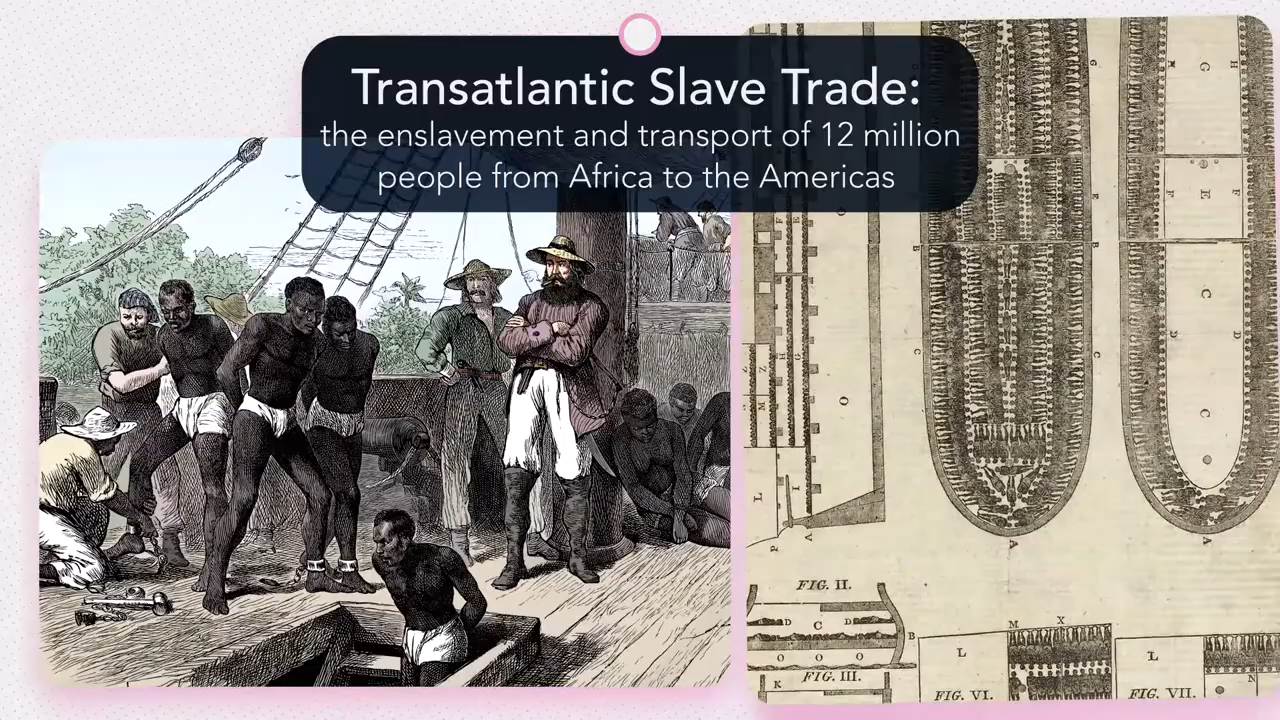 Transatlantic Slave Trade:
the enslavement and transport of 12 million
people from Africa to the Americas
FIG. II.
FIG. III.
FIG. VI.
FIG. VII.
G
G
H
E
F
F
E
B
B
C
C
C
D
D
C
O
A
A
L
D
C
D
B
O O O
K
L
M
X
L
N